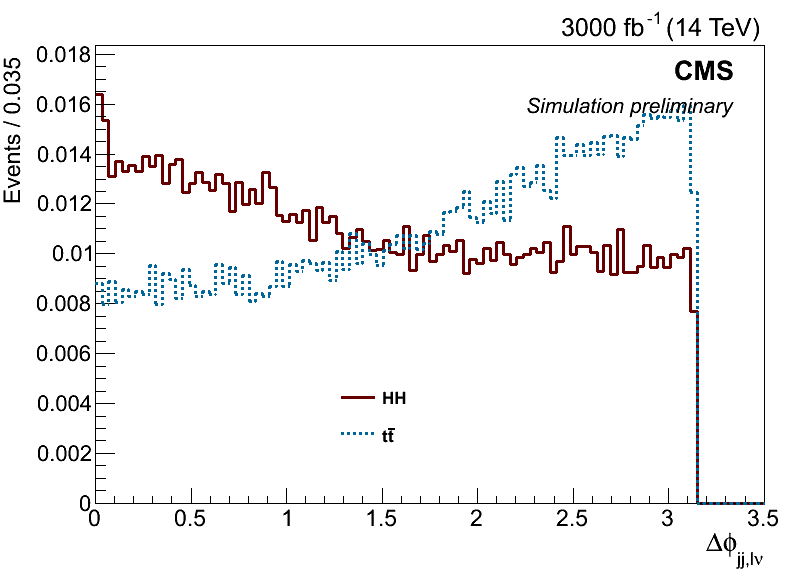 3000 fb⁻¹ (14 TeV)
CMS
Simulation preliminary
Events / 0.035
0.018
0.016
0.014
0.012
0.01
0.008
0.006
0.004
0.002
0
HH
tt̄
0 0.5 1 1.5 2 2.5 3 3.5
Δϕ_jj,lν